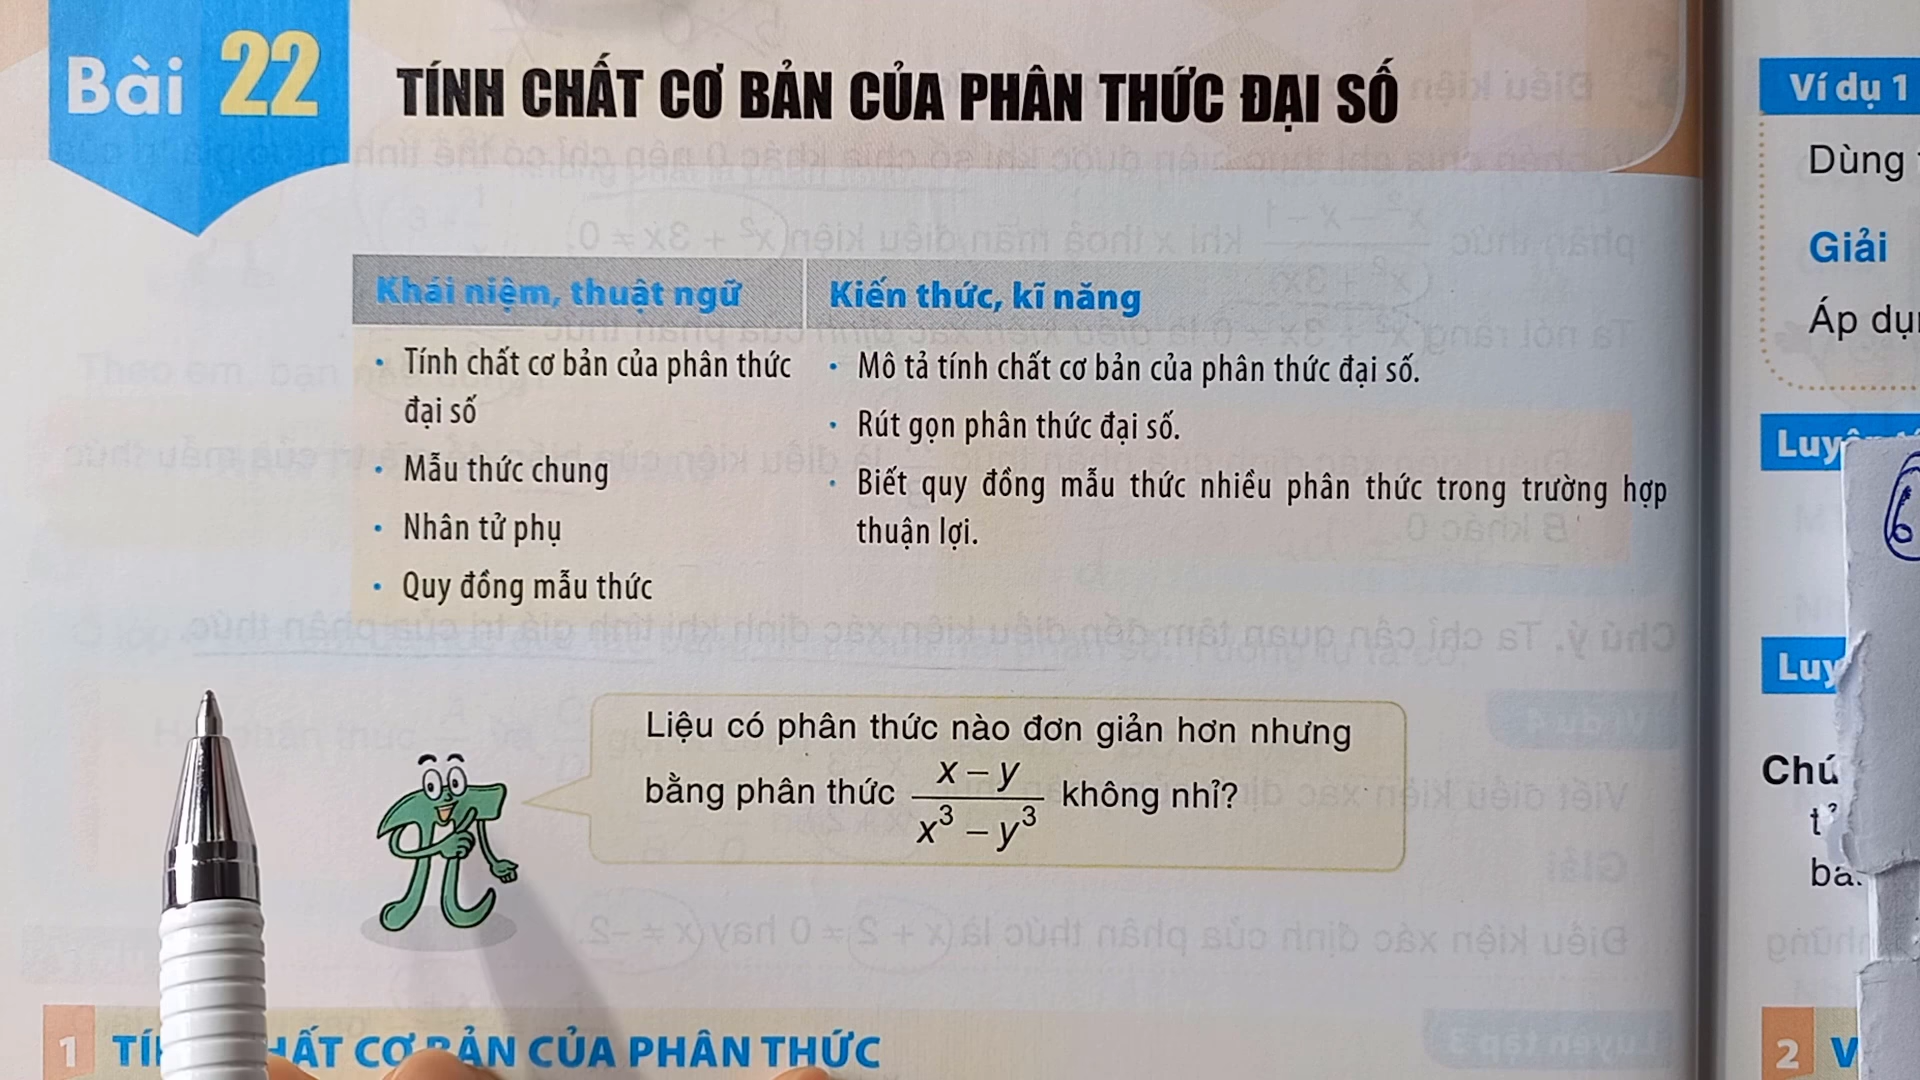 Bài 22
TÍNH CHẤT CƠ BẢN CỦA PHÂN THỨC ĐẠI SỐ
Khái niệm, thuật ngữ
Tính chất cơ bản của phân thức
đại số
Mẫu thức chung
Nhân tử phụ
Quy đồng mẫu thức
Kiến thức, kĩ năng
Mô tả tính chất cơ bản của phân thức đại số.
Rút gọn phân thức đại số.
Biết quy đồng mẫu thức nhiều phân thức trong trường hợp
thuận lợi.
Liệu có phân thức nào đơn giản hơn nhưng
bằng phân thức (x – y)/(x³ – y³) không nhỉ?
1 CƠ CỦA PHÂN THỨC
Ví dụ 1
Dùng
Giải
Áp
2